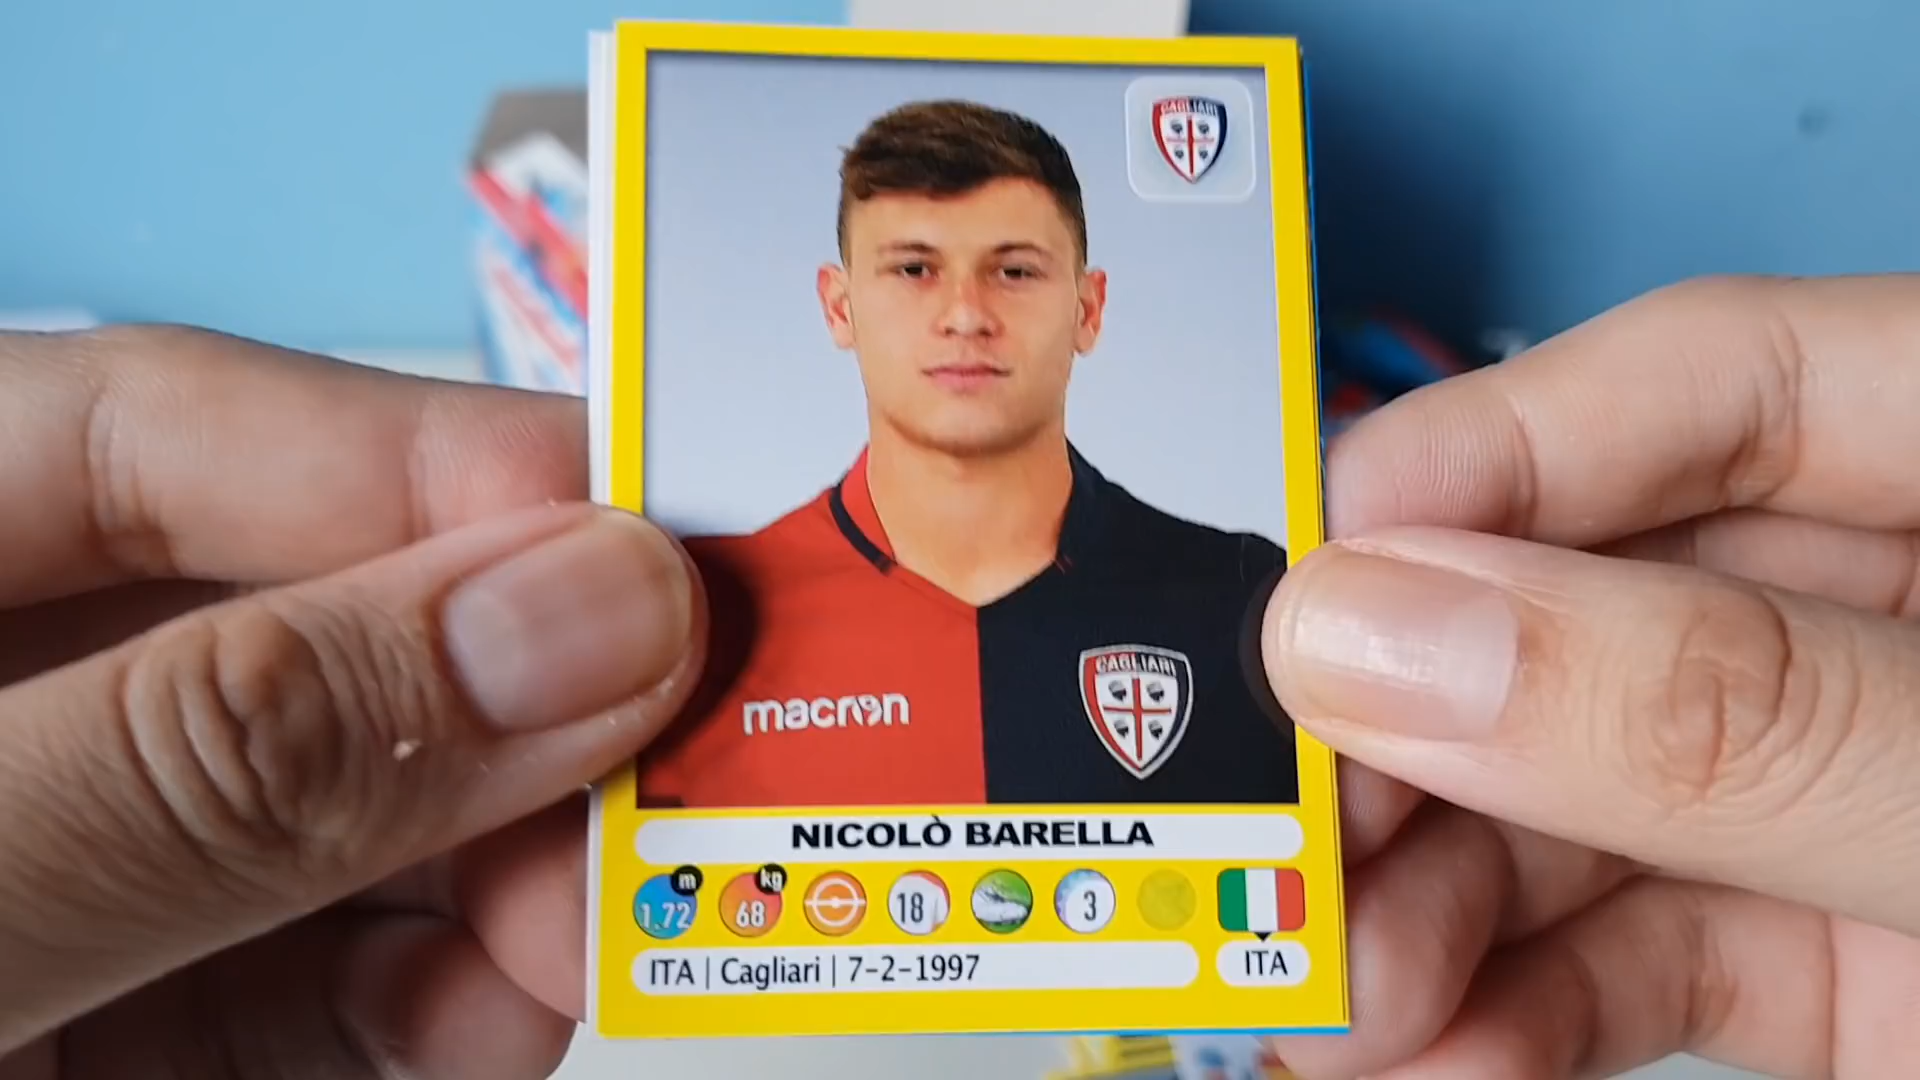 CAGLIARI
macron
CAGLIARI
NICOLÒ BARELLA
m
kg
1.72
68
18
3
ITA | Cagliari | 7-2-1997
ITA